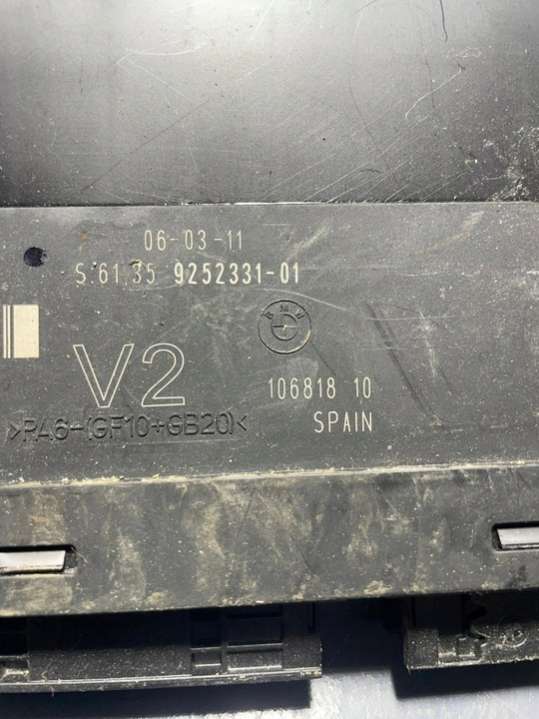 06-03-11
S 61.35 9252331-01
BMW
V2
106818 10
>PA6-(GF10+GB20)<
SPAIN